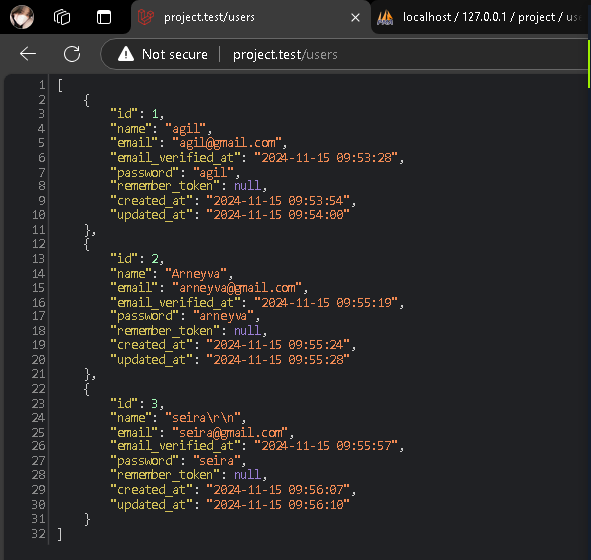 project.test/users
localhost / 127.0.0.1 / project / use
Not secure
project.test/users
1 [
2 {
3 "id": 1,
4 "name": "agil",
5 "email": "agil@gmail.com",
6 "email_verified_at": "2024-11-15 09:53:28",
7 "password": "agil",
8 "remember_token": null,
9 "created_at": "2024-11-15 09:53:54",
10 "updated_at": "2024-11-15 09:54:00"
11 },
12 {
13 "id": 2,
14 "name": "Arneyva",
15 "email": "arneyva@gmail.com",
16 "email_verified_at": "2024-11-15 09:55:19",
17 "password": "arneyva",
18 "remember_token": null,
19 "created_at": "2024-11-15 09:55:24",
20 "updated_at": "2024-11-15 09:55:28"
21 },
22 {
23 "id": 3,
24 "name": "seira\r\n",
25 "email": "seira@gmail.com",
26 "email_verified_at": "2024-11-15 09:55:57",
27 "password": "seira",
28 "remember_token": null,
29 "created_at": "2024-11-15 09:56:07",
30 "updated_at": "2024-11-15 09:56:10"
31 }
32 ]